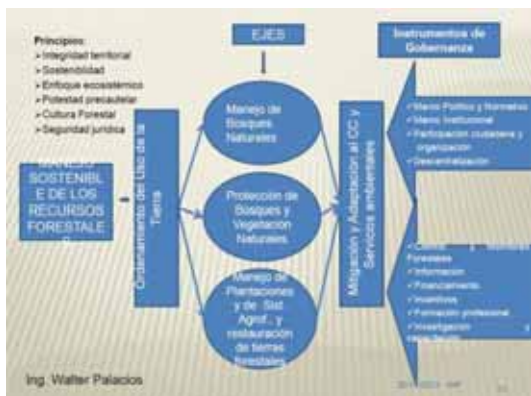 Principios:
➢Integridad territorial
➢Sostenibilidad
➢Enfoque ecosistémico
➢Potestad precautelar
➢Cultura Forestal
➢Seguridad jurídica
EJES
Instrumentos de
Gobernanza
MANEJO
SOSTENIBL
E DE LOS
RECURSOS
FORESTALE
Ordenamiento del Uso de la
Tierra
Manejo de
Bosques
Naturales
Protección de
Bosques y
Vegetación
Naturales
Manejo de
Plantaciones
y de Sist.
Agrof., y
restauración
de tierras
forestales
Mitigación y Adaptación al CC y
Servicios ambientales
✓Marco Político y Normativo
✓Marco Institucional
✓Participación ciudadana y
organización
✓Descentralización
Forestales
✓Información
✓Financiamiento
✓Incentivos
✓Formación profesional
✓Investigación y
Ing. Walter Palacios